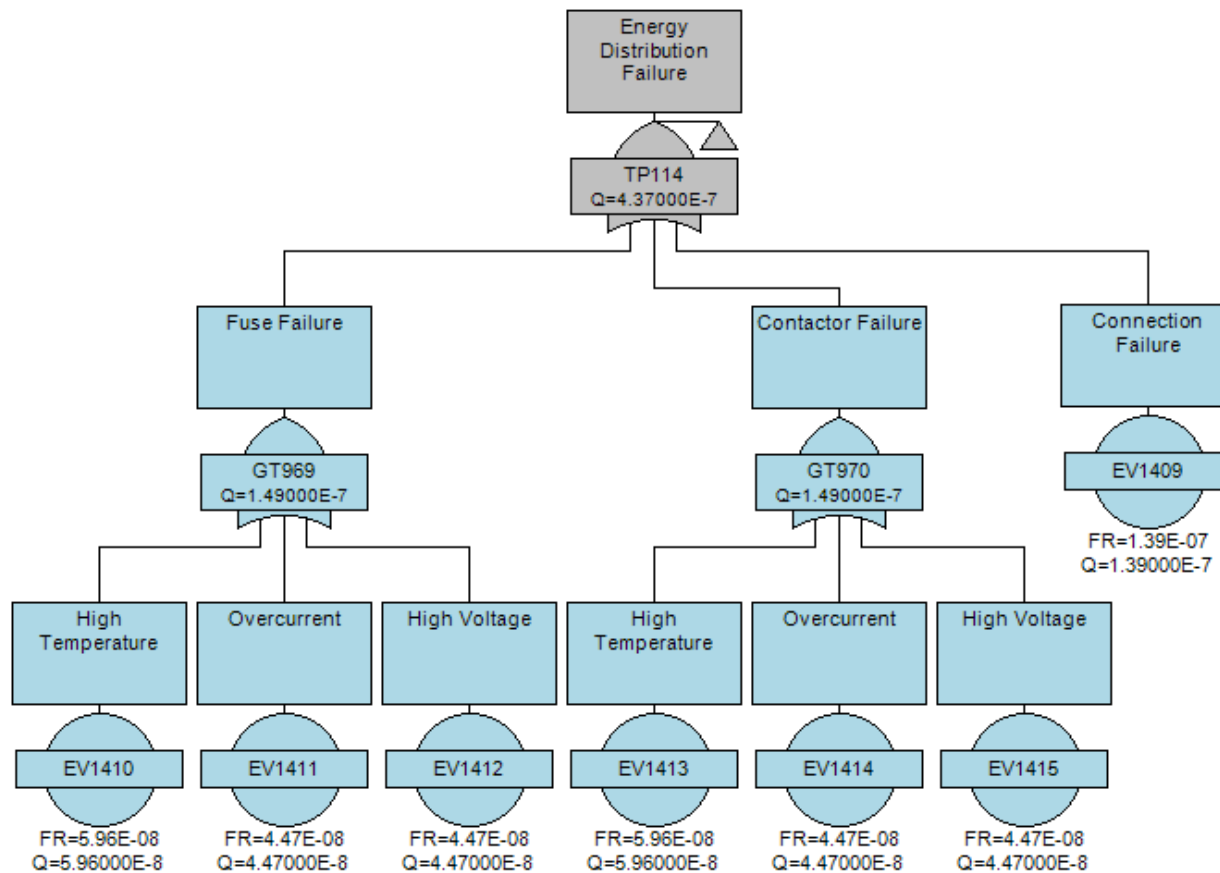 Energy
Distribution
Failure
TP114
Q=4.37000E-7
Fuse Failure
Contactor Failure
Connection
Failure
GT969
Q=1.49000E-7
GT970
Q=1.49000E-7
EV1409
FR=1.39E-07
Q=1.39000E-7
High
Temperature
Overcurrent
High Voltage
High
Temperature
Overcurrent
High Voltage
EV1410
EV1411
EV1412
EV1413
EV1414
EV1415
FR=5.96E-08
Q=5.96000E-8
FR=4.47E-08
Q=4.47000E-8
FR=4.47E-08
Q=4.47000E-8
FR=5.96E-08
Q=5.96000E-8
FR=4.47E-08
Q=4.47000E-8
FR=4.47E-08
Q=4.47000E-8